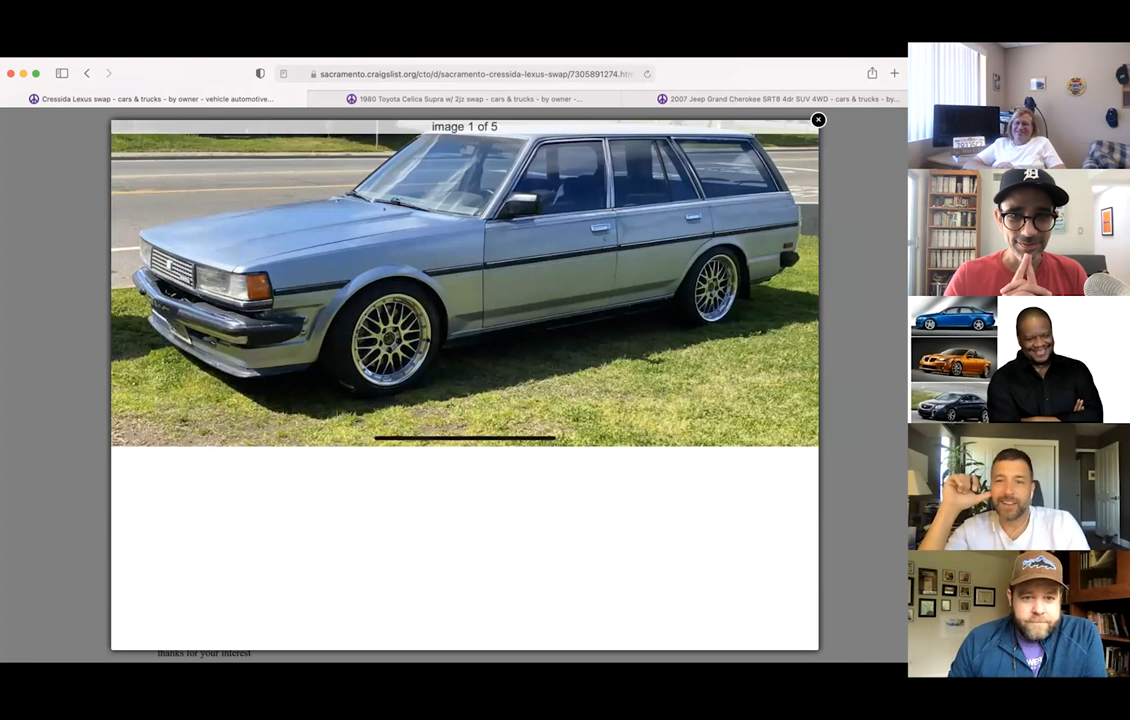 sacramento.craigslist.org/cto/d/sacramento-cressida-lexus-swap/7305891274.htm
Cressida Lexus swap - cars & trucks - by owner - vehicle automotive...
1980 Toyota Celica Supra w/ 2jz swap - cars & trucks - by owner -...
2007 Jeep Grand Cherokee SRT8 4dr SUV 4WD - cars & trucks - by...
image 1 of 5
D
thanks for your interest